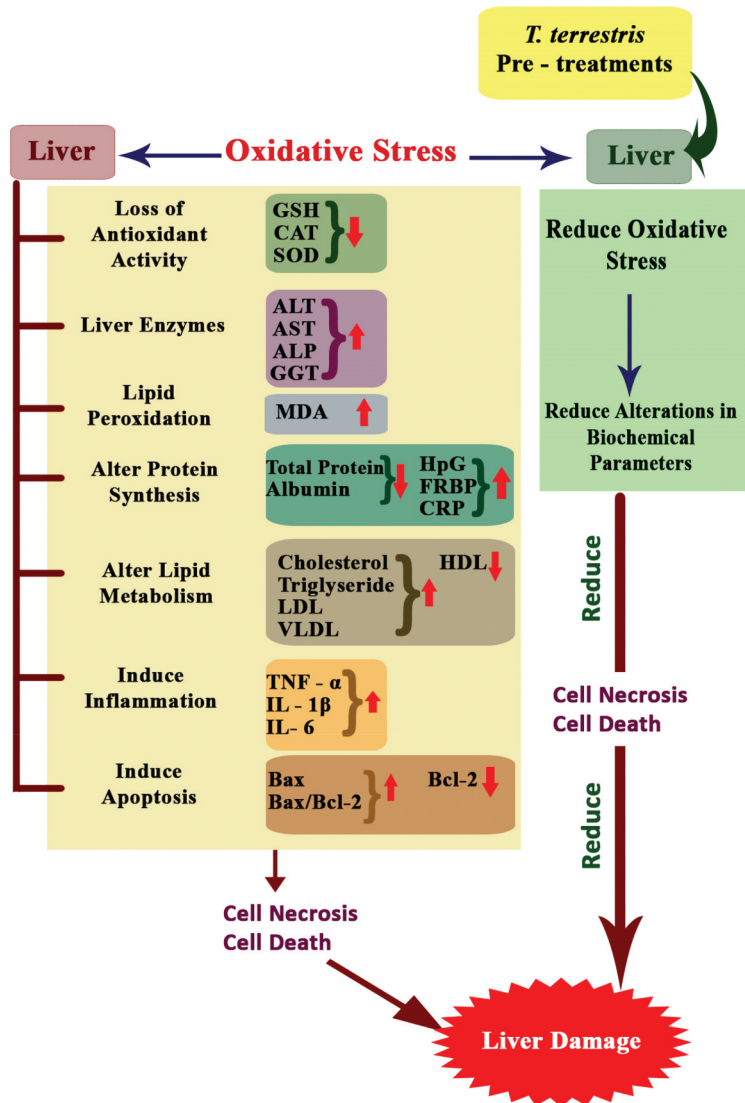 T. terrestris
Pre - treatments
Liver
Oxidative Stress
Liver
Loss of
Antioxidant
Activity
GSH
CAT
SOD
Liver Enzymes
ALT
AST
ALP
GGT
Lipid
Peroxidation
MDA
Alter Protein
Synthesis
Total Protein
Albumin
HpG
FRBP
CRP
Alter Lipid
Metabolism
Cholesterol
Triglyseride
LDL
VLDL
HDL
Induce
Inflammation
TNF - α
IL - 1β
IL- 6
Induce
Apoptosis
Bax
Bax/Bcl-2
Bcl-2
Cell Necrosis
Cell Death
Reduce Oxidative
Stress
Reduce Alterations in
Biochemical
Parameters
Reduce
Cell Necrosis
Cell Death
Reduce
Liver Damage